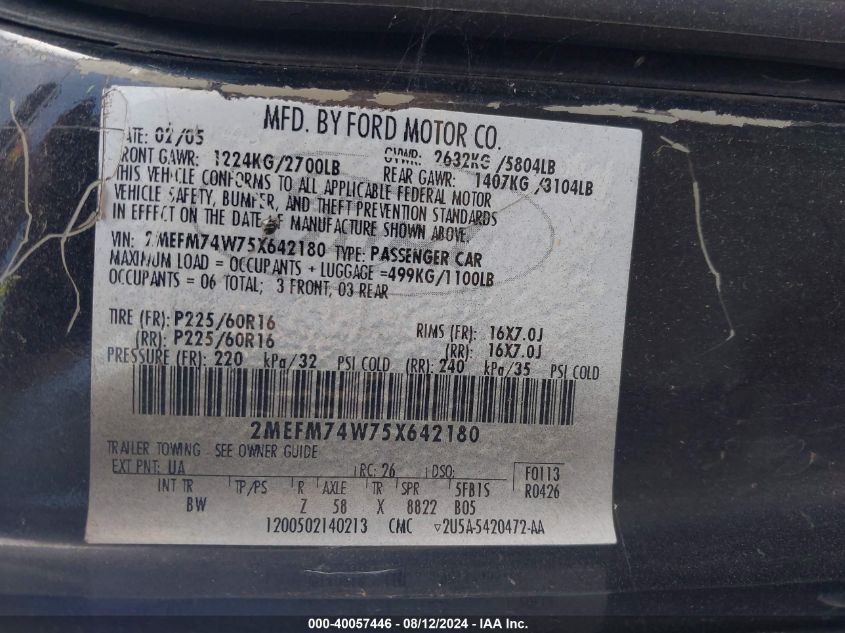 MFD. BY FORD MOTOR CO.
DATE: 02/05 GVWR: 2632KG /5804LB
FRONT GAWR: 1224KG/2700LB REAR GAWR: 1407KG /3104LB
THIS VEHICLE CONFORMS TO ALL APPLICABLE FEDERAL MOTOR
VEHICLE SAFETY, BUMPER, AND THEFT PREVENTION STANDARDS
IN EFFECT ON THE DATE OF MANUFACTURE SHOWN ABOVE.
VIN: 2MEFM74W75X642180 TYPE: PASSENGER CAR
MAXIMUM LOAD = OCCUPANTS + LUGGAGE =499KG/1100LB
OCCUPANTS = 06 TOTAL; 3 FRONT, 03 REAR
TIRE (FR): P225/60R16 RIMS (FR): 16X7.0J
(RR): P225/60R16 (RR): 16X7.0J
PRESSURE (FR): 220 kPa/32 PSI COLD (RR): 240 kPa/35 PSI COLD
2MEFM74W75X642180
TRAILER TOWING - SEE OWNER GUIDE
EXT PNT: UA RC: 26 DSO: F0113
INT TR TP/PS R AXLE TR SPR 5FB1S R0426
BW Z 58 X 8822 B05
1200502140213 CMC ▽2U5A-5420472-AA
000-40057446 - 08/12/2024 - IAA Inc.